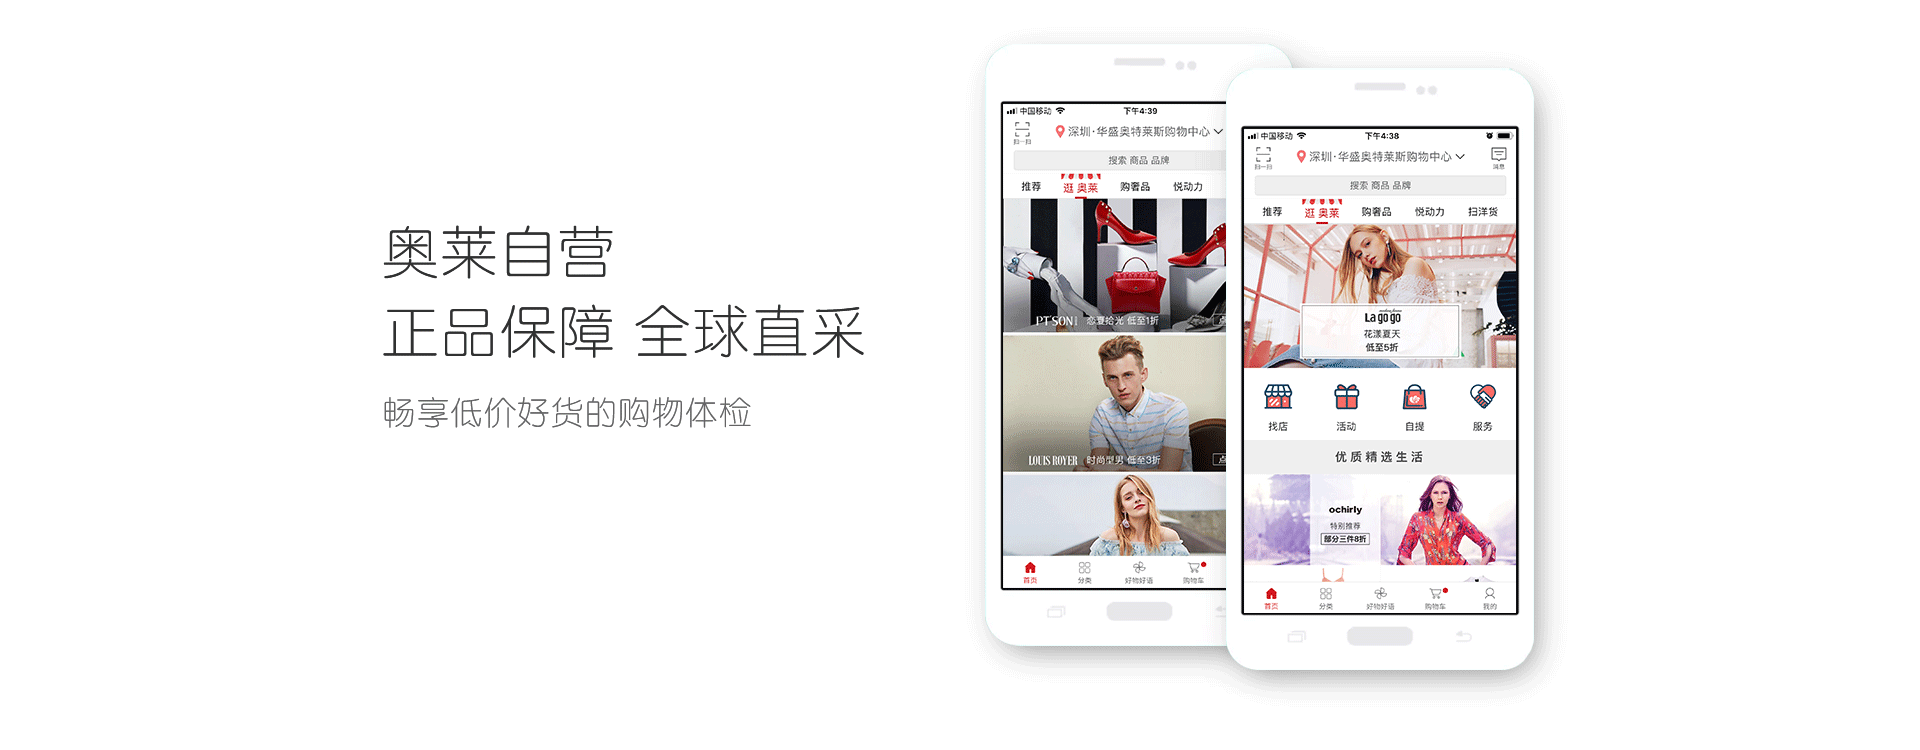 奥莱自营
正品保障 全球直采
畅享低价好货的购物体检
中国移动 下午4:39
扫一扫 深圳·华盛奥特莱斯购物中心
搜索 商品 品牌
推荐 逛 奥莱 购奢品 悦动力
PT·SON 恋夏拾光 低至1折 点
LOUIS ROYER 时尚型男 低至3折 点
首页 分类 好物好语 购物车
中国移动 下午4:38
扫一扫 深圳·华盛奥特莱斯购物中心 消息
搜索 商品 品牌
推荐 逛 奥莱 购奢品 悦动力 扫洋货
La go go
花漾夏天
低至5折
找店 活动 自提 服务
优质精选生活
ochirly
特别推荐
部分三件8折
首页 分类 好物好语 购物车 我的